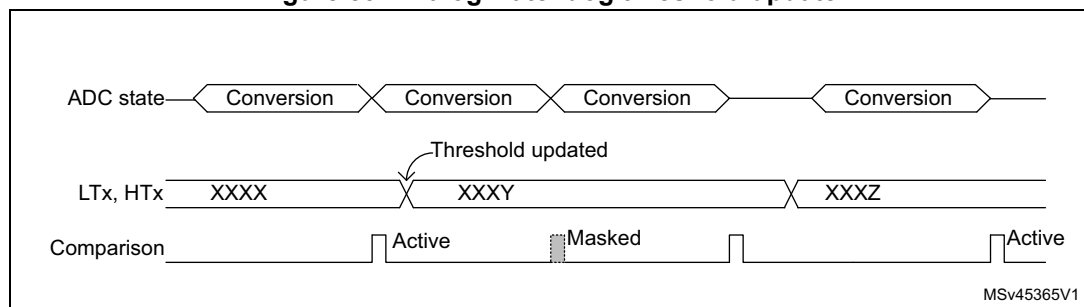 ADC state Conversion Conversion Conversion Conversion
Threshold updated
LTx, HTx XXXX XXXY XXXZ
Comparison Active Masked Active
MSv45365V1